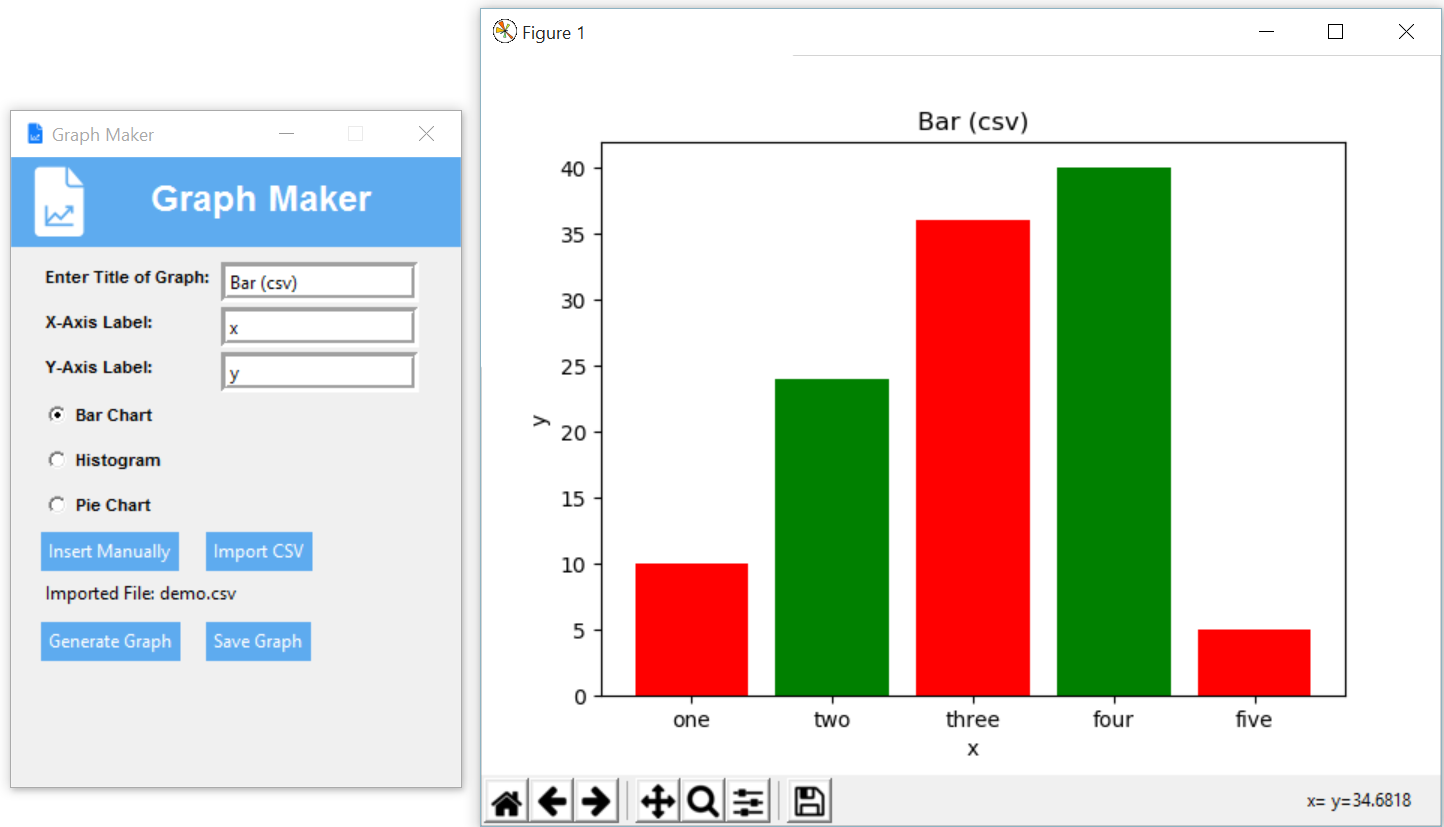 Graph Maker
Graph Maker
Enter Title of Graph: Bar (csv)
X-Axis Label: x
Y-Axis Label: y
Bar Chart
Histogram
Pie Chart
Insert Manually Import CSV
Imported File: demo.csv
Generate Graph Save Graph
Figure 1
Bar (csv)
40
35
30
25
20
15
10
5
0
y
one two three four five
x
x= y=34.6818